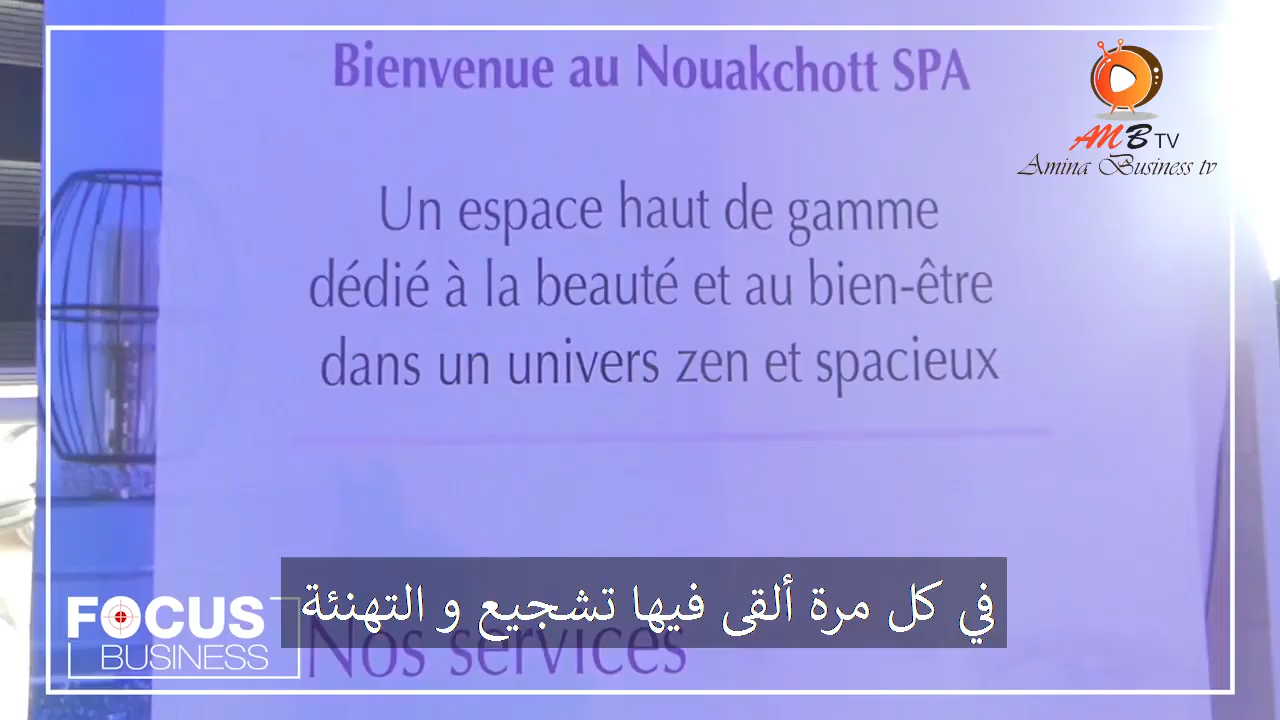 Bienvenue au Nouakchott SPA
AMB TV
Amina Business tv
Un espace haut de gamme
dédié à la beauté et au bien-être
dans un univers zen et spacieux
في كل مرة ألقى فيها تشجيع و التهنئة
Nos services
FOCUS
BUSINESS